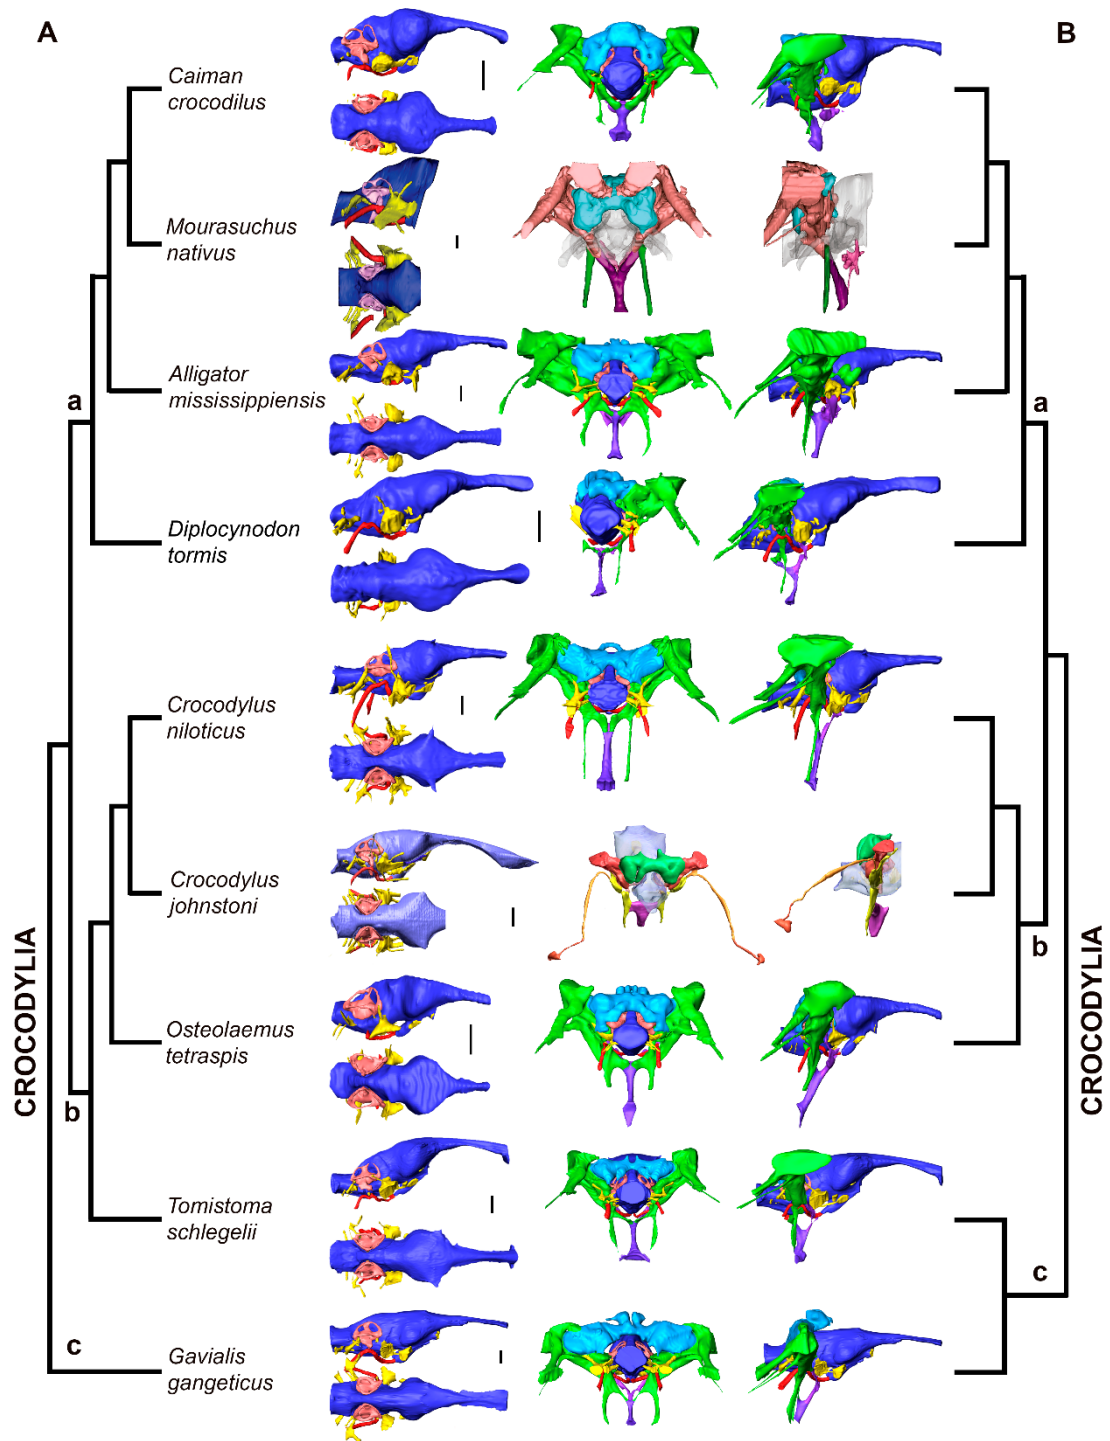 A
B
Caiman
crocodilus
Mourasuchus
nativus
a
Alligator
mississippiensis
a
Diplocynodon
tormis
Crocodylus
niloticus
Crocodylus
johnstoni
b
CROCODYLIA
CROCODYLIA
Osteolaemus
tetraspis
b
Tomistoma
schlegelii
c
c
Gavialis
gangeticus